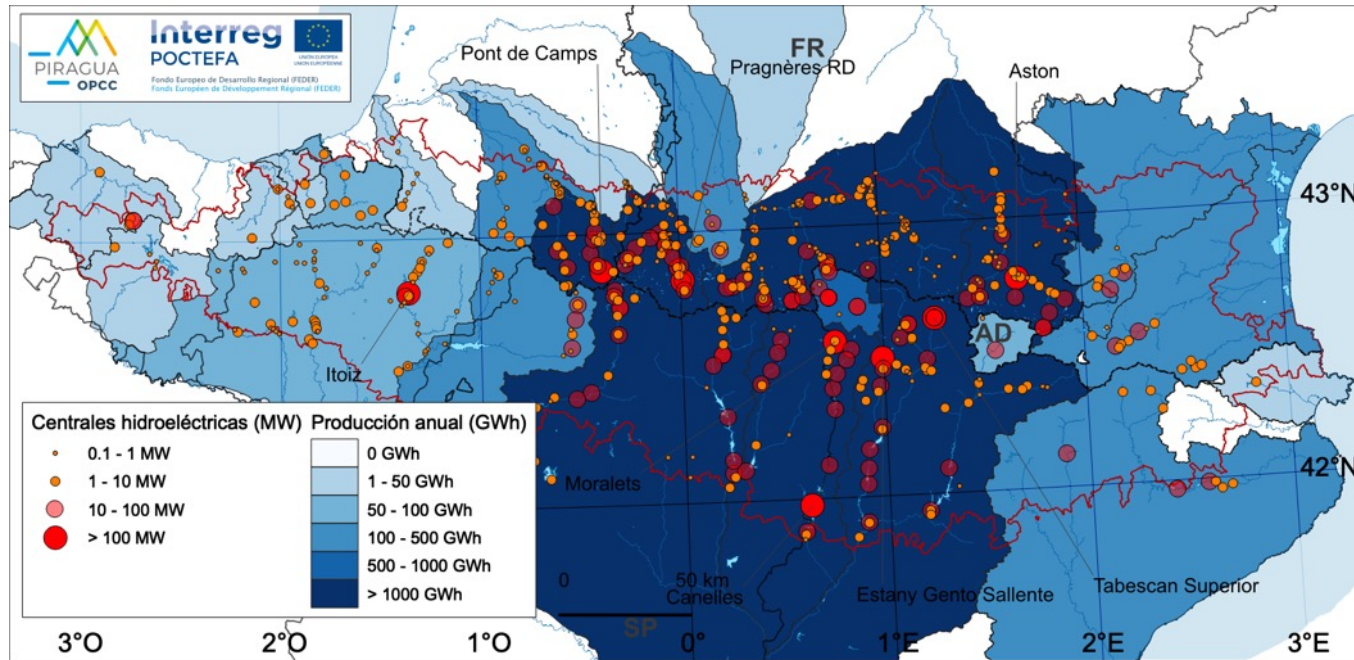 PIRAGUA
OPCC
Interreg
POCTEFA
UNIÓN EUROPEA
UNION EUROPÉENNE
Fondo Europeo de Desarrollo Regional (FEDER)
Fonds Européen de Développement Régional (FEDER)
Pont de Camps
FR
Pragnères RD
Aston
43°N
AD
Itoiz
42°N
Moralets
Centrales hidroeléctricas (MW)
0.1 - 1 MW
1 - 10 MW
10 - 100 MW
> 100 MW
Producción anual (GWh)
0 GWh
1 - 50 GWh
50 - 100 GWh
100 - 500 GWh
500 - 1000 GWh
> 1000 GWh
0 50 km
Canelles
Estany Gento Sallente
Tabescan Superior
SP
3°O 2°O 1°O 0° 1°E 2°E 3°E